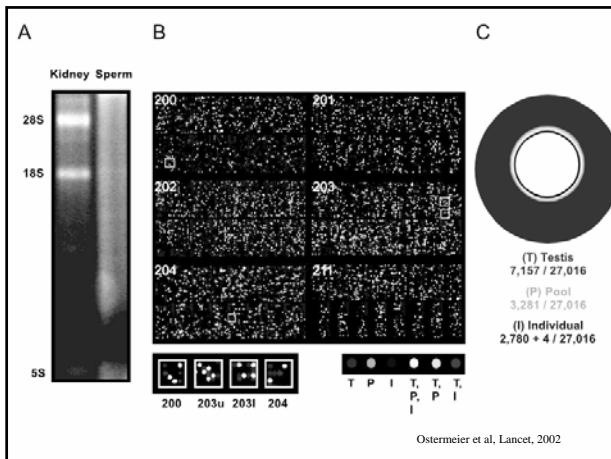 A
B
C
Kidney Sperm
28S
18S
5S
200
201
202
203
204
211
200 203u 203l 204
T P I T, P, I T, P T, I
(T) Testis
7,157 / 27,016
(P) Pool
3,281 / 27,016
(I) Individual
2,780 + 4 / 27,016
Ostermeier et al, Lancet, 2002